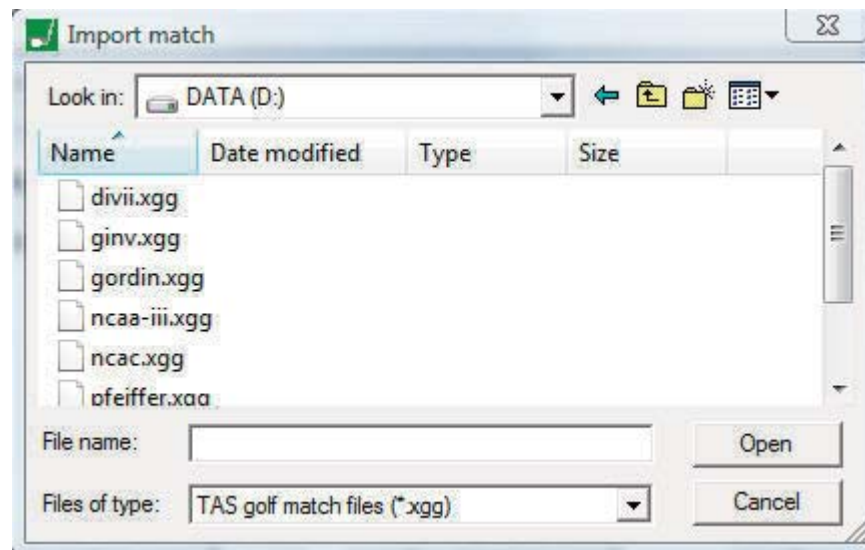 Import match
Look in: DATA (D:)
Name Date modified Type Size
divii.xgg
ginv.xgg
gordin.xgg
ncaa-iii.xgg
ncac.xgg
pfeiffer.xgg
File name: Open
Files of type: TAS golf match files (*.xgg) Cancel